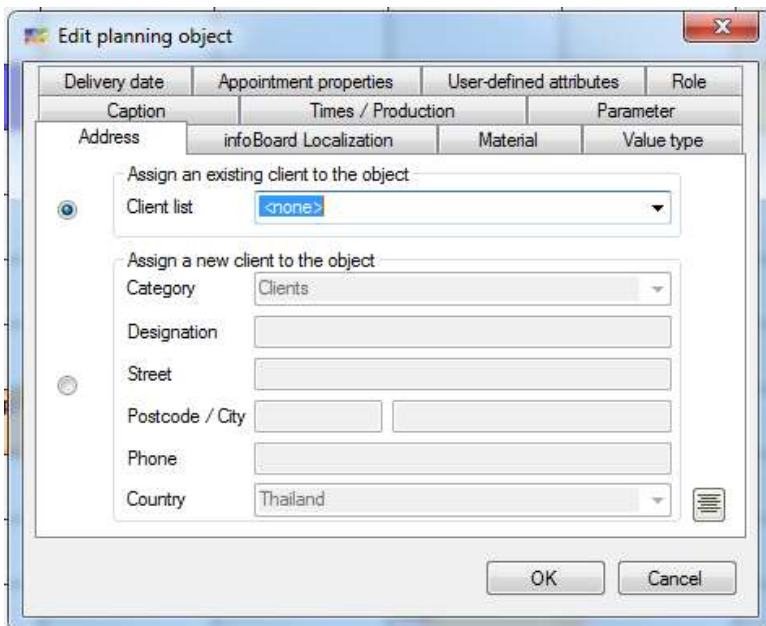 Edit planning object
Delivery date Appointment properties User-defined attributes Role
Caption Times / Production Parameter
Address infoBoard Localization Material Value type
Assign an existing client to the object
Client list <none>
Assign a new client to the object
Category Clients
Designation
Street
Postcode / City
Phone
Country Thailand
OK Cancel